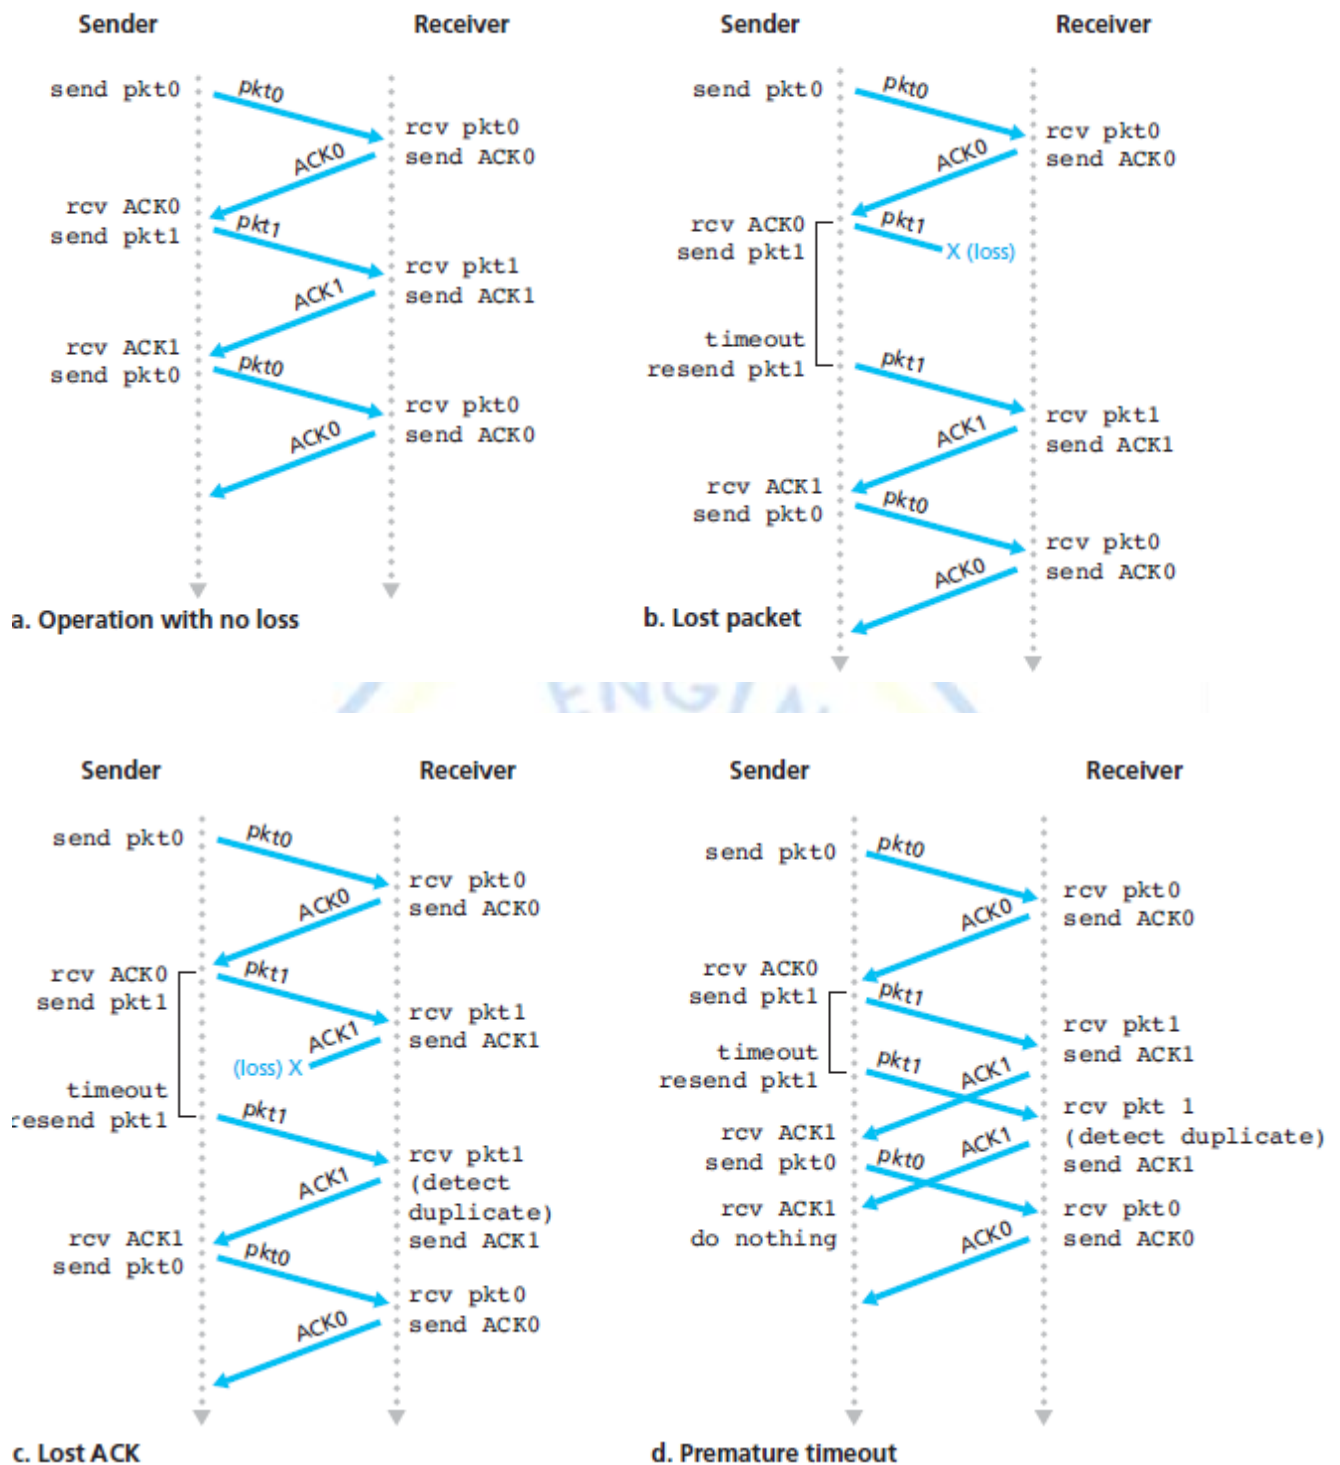 Sender Receiver
send pkt0 pkt0
rcv pkt0
ACK0 send ACK0
rcv ACK0
send pkt1 pkt1
rcv pkt1
ACK1 send ACK1
rcv ACK1
send pkt0 pkt0
rcv pkt0
ACK0 send ACK0
a. Operation with no loss
Sender Receiver
send pkt0 pkt0
rcv pkt0
ACK0 send ACK0
rcv ACK0 pkt1
send pkt1 X (loss)
timeout
resend pkt1 pkt1
rcv pkt1
ACK1 send ACK1
rcv ACK1
send pkt0 pkt0
rcv pkt0
ACK0 send ACK0
b. Lost packet
Sender Receiver
send pkt0 pkt0
rcv pkt0
ACK0 send ACK0
rcv ACK0 pkt1
send pkt1
rcv pkt1
ACK1 send ACK1
(loss) X
timeout
resend pkt1 pkt1
rcv pkt1
ACK1 (detect
duplicate)
send ACK1
rcv ACK1
send pkt0 pkt0
rcv pkt0
ACK0 send ACK0
c. Lost ACK
Sender Receiver
send pkt0 pkt0
rcv pkt0
ACK0 send ACK0
rcv ACK0
send pkt1 pkt1
rcv pkt1
send ACK1
timeout
resend pkt1 pkt1 ACK1
rcv pkt 1
(detect duplicate)
send ACK1
rcv ACK1 ACK1
send pkt0 pkt0
rcv pkt0
send ACK0
rcv ACK1
do nothing ACK0
d. Premature timeout